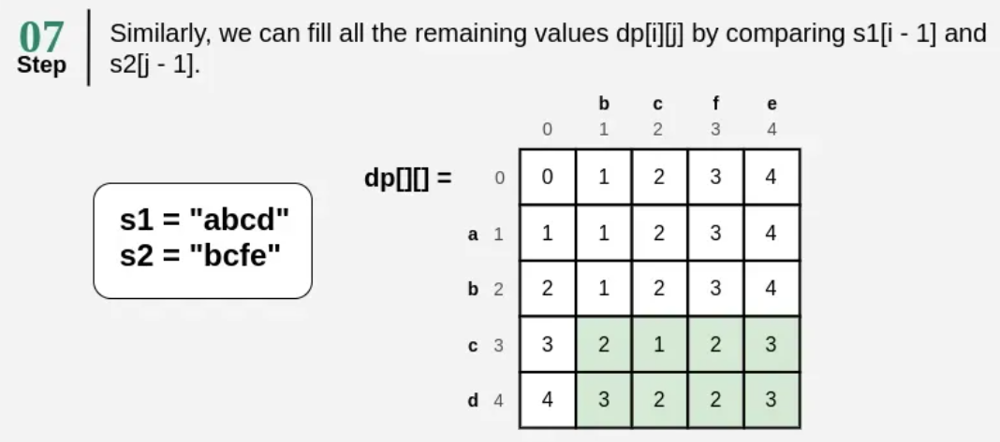 07
Step
Similarly, we can fill all the remaining values dp[i][j] by comparing s1[i - 1] and
s2[j - 1].
b c f e
0 1 2 3 4
dp[][] = 0 0 1 2 3 4
a 1 1 1 2 3 4
b 2 2 1 2 3 4
c 3 3 2 1 2 3
d 4 4 3 2 2 3
s1 = "abcd"
s2 = "bcfe"